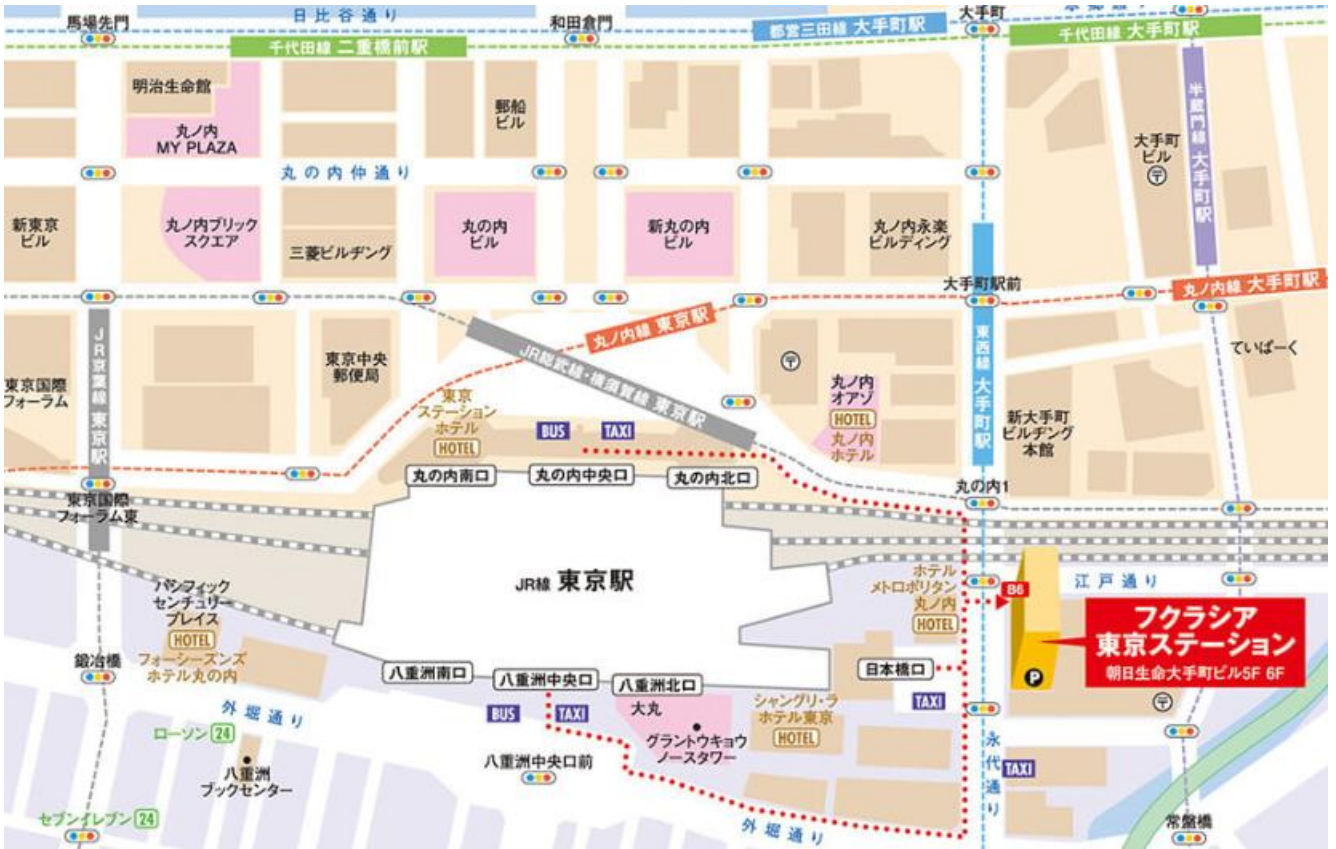 日比谷通り
馬場先門
和田倉門
大手町
都営三田線 大手町駅
千代田線 二重橋前駅
千代田線 大手町駅
明治生命館
丸ノ内
MY PLAZA
郵船
ビル
半蔵門線 大手町駅
大手町
ビル
〒
丸の内仲通り
新東京
ビル
丸ノ内ブリック
スクエア
三菱ビルヂング
丸の内
ビル
新丸の内
ビル
丸ノ内永楽
ビルディング
大手町駅前
丸ノ内線 大手町駅
JR京葉線 東京駅
丸ノ内線 東京駅
JR総武線・横須賀線 東京駅
東西線 大手町駅
東京中央
郵便局
〒
ていぱーく
東京国際
フォーラム
丸ノ内
オアゾ
HOTEL
丸ノ内
ホテル
新大手町
ビルヂング
本館
東京
ステーション
ホテル
HOTEL
BUS
TAXI
丸の内南口
丸の内中央口
丸の内北口
丸の内1
東京国際
フォーラム東
JR線 東京駅
パシフィック
センチュリー
プレイス
HOTEL
フォーシーズンズ
ホテル丸の内
ホテル
メトロポリタン
丸ノ内
HOTEL
江戸通り
B6
フクラシア
東京ステーション
朝日生命大手町ビル5F 6F
P
〒
鍛冶橋
八重洲南口
八重洲中央口
八重洲北口
日本橋口
TAXI
外堀通り
BUS
TAXI
大丸
グラントウキョウ
ノースタワー
シャングリ・ラ
ホテル東京
HOTEL
ローソン 24
八重洲
ブックセンター
八重洲中央口前
永代通り
TAXI
セブンイレブン 24
外堀通り
常盤橋